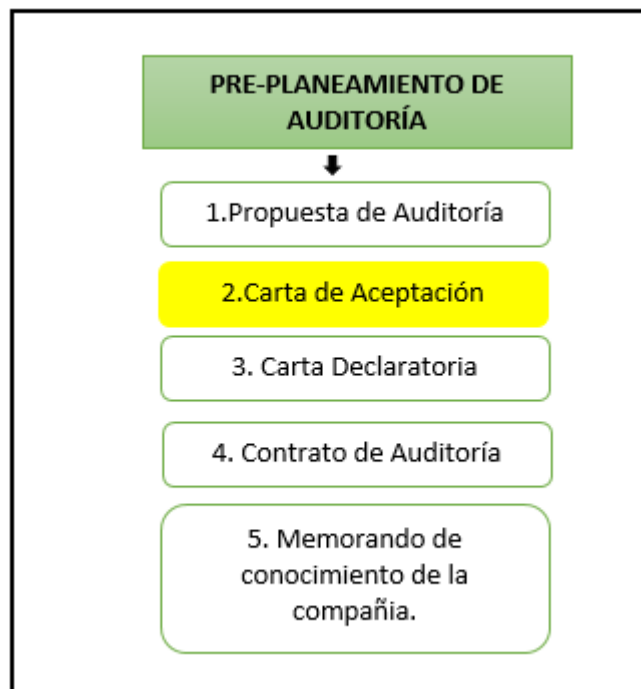 PRE-PLANEAMIENTO DE
AUDITORÍA
1.Propuesta de Auditoría
2.Carta de Aceptación
3. Carta Declaratoria
4. Contrato de Auditoría
5. Memorando de
conocimiento de la
compañia.